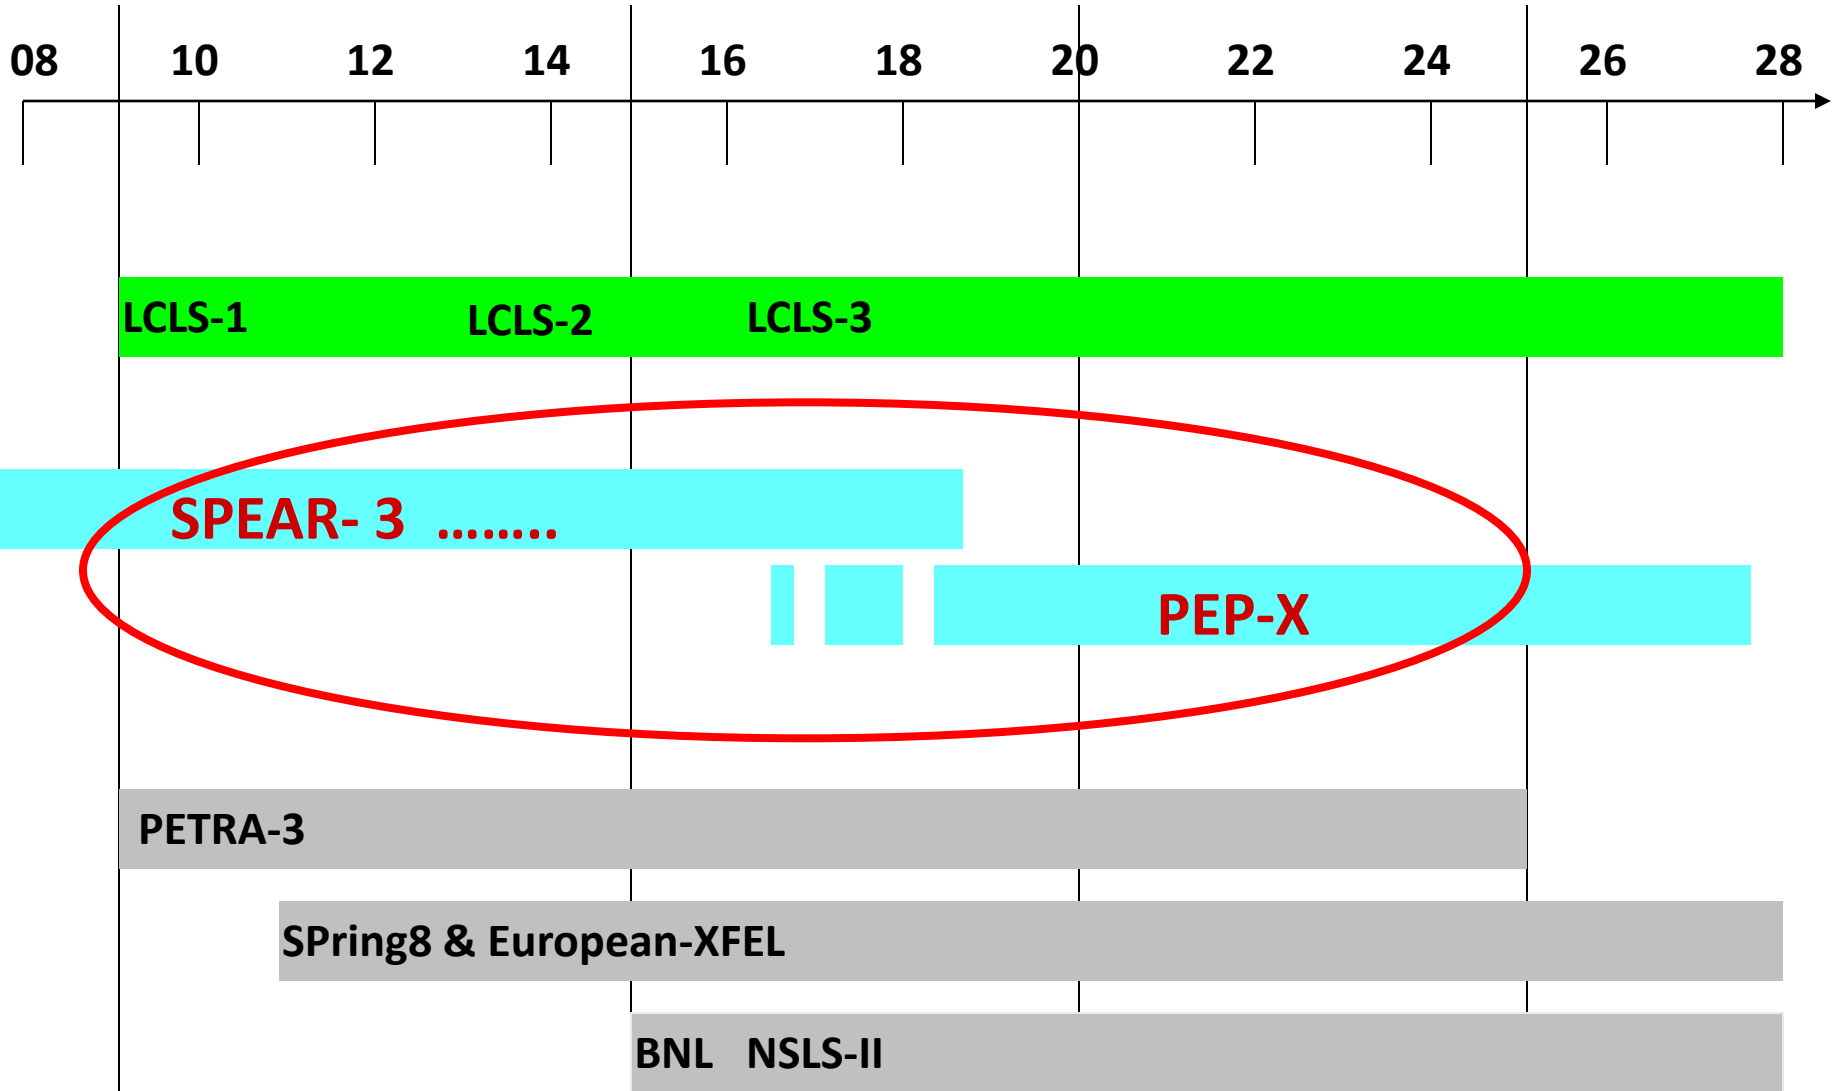 08 10 12 14 16 18 20 22 24 26 28
LCLS-1 LCLS-2 LCLS-3
SPEAR- 3 ........
PEP-X
PETRA-3
SPring8 & European-XFEL
BNL NSLS-II